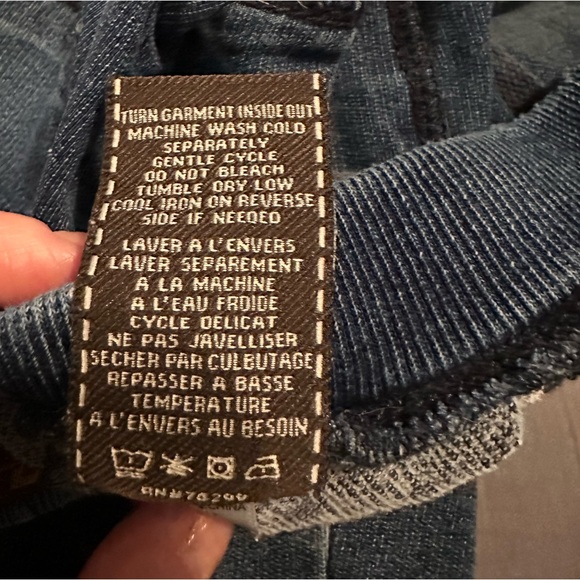 TURN GARMENT INSIDE OUT
MACHINE WASH COLD
SEPARATELY
GENTLE CYCLE
DO NOT BLEACH
TUMBLE DRY LOW
COOL IRON ON REVERSE
SIDE IF NEEDED
LAVER A L'ENVERS
LAVER SEPAREMENT
A LA MACHINE
A L'EAU FROIDE
CYCLE DELICAT
NE PAS JAVELLISER
SECHER PAR CULBUTAGE
REPASSER A BASSE
TEMPERATURE
A L'ENVERS AU BESOIN